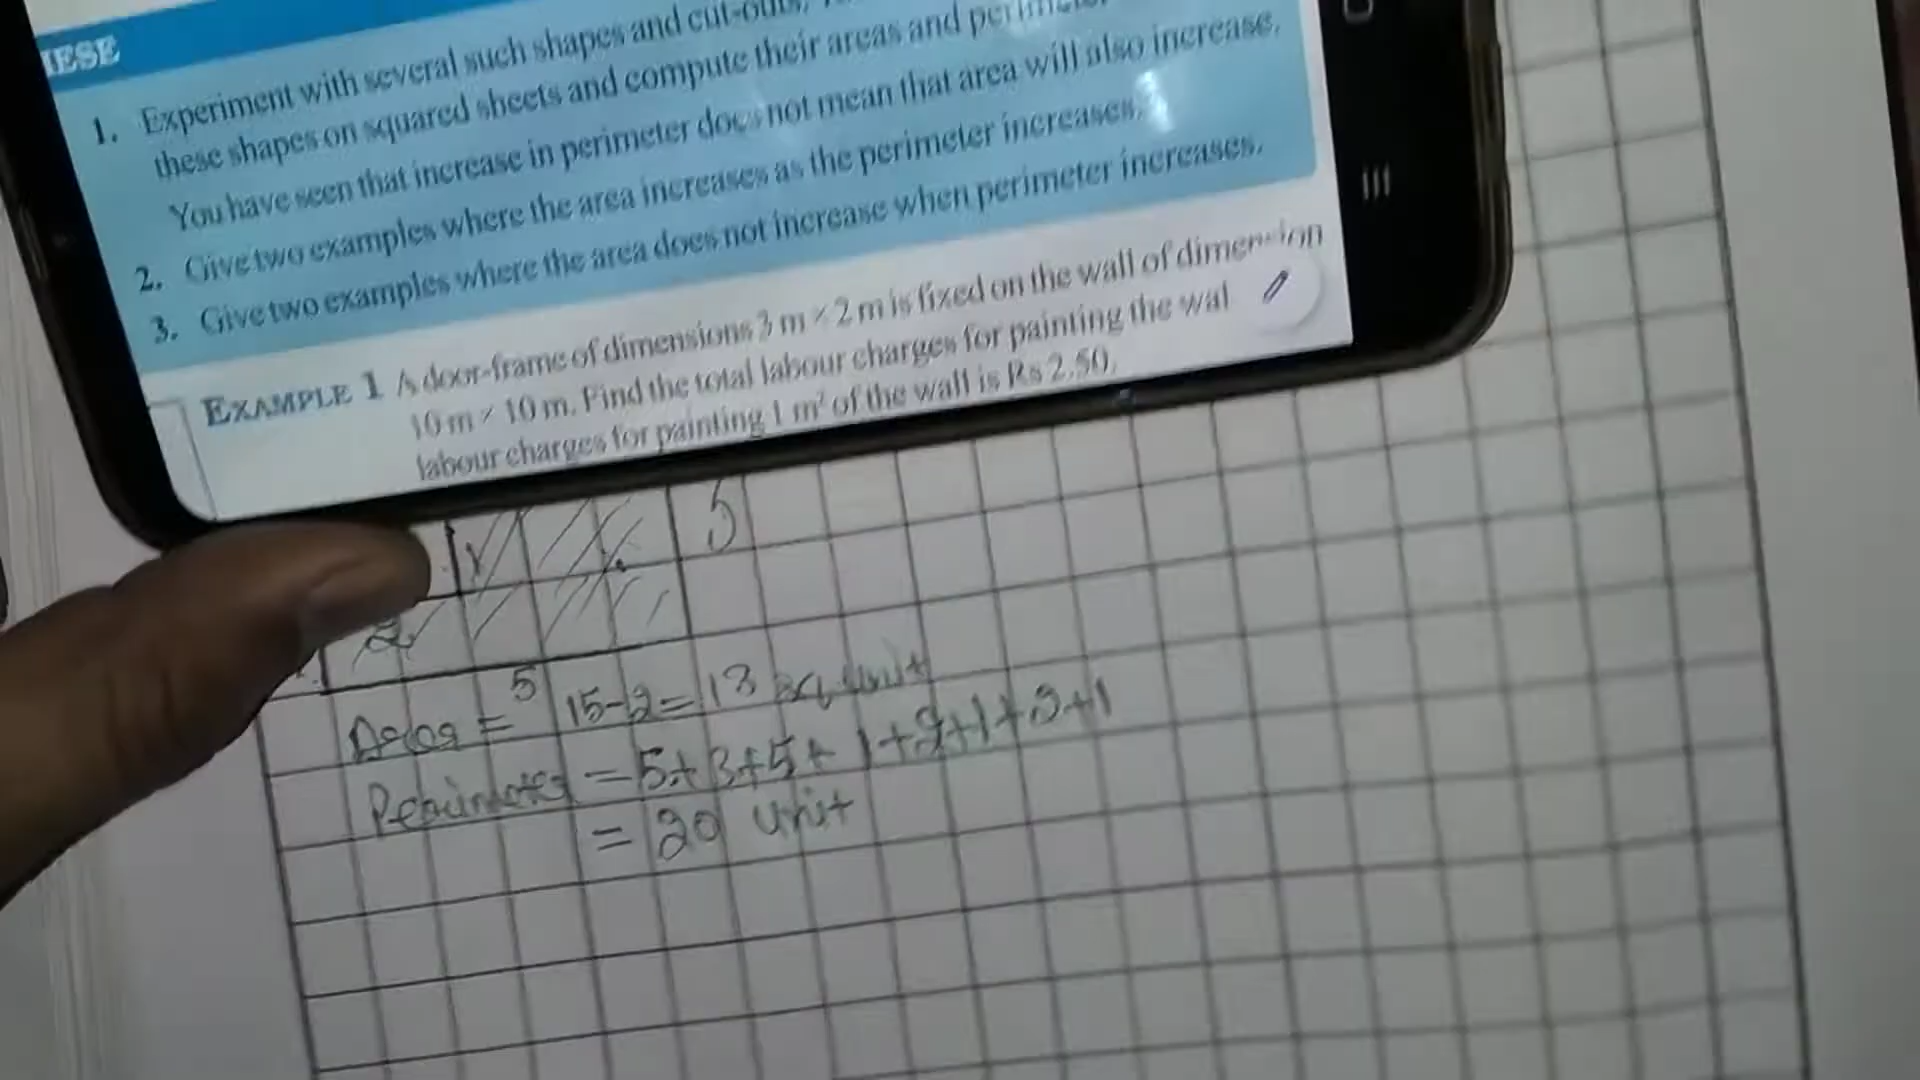 IESE
1. Experiment with several such shapes and cut-outs,
these shapes on squared sheets and compute their areas and
You have seen that increase in perimeter does not mean that area will also increase.
2. Give two examples where the area increases as the perimeter increases.
3. Give two examples where the area does not increase when perimeter increases.
EXAMPLE 1 A door-frame of dimensions 3 m × 2 m is fixed on the wall of dimension
10 m × 10 m. Find the total labour charges for painting the wal
labour charges for painting 1 m² of the wall is Rs 2.50.
2
5
Area = 15-2=13 sq unit
Perimeter = 5+3+5+1+3+1+3+1
= 20 unit